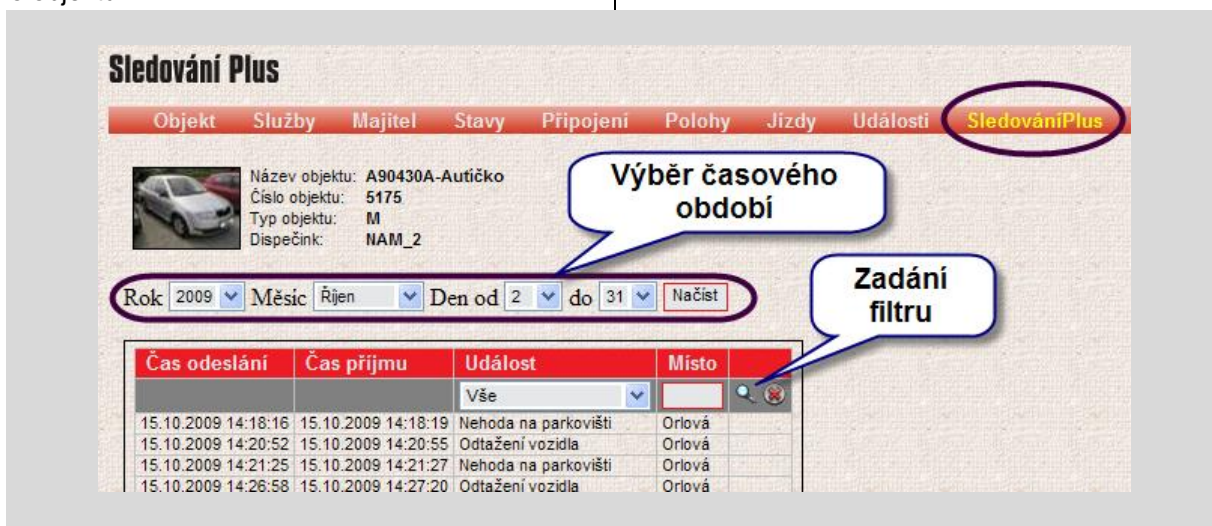 Sledování Plus
Objekt Služby Majitel Stavy Připojení Polohy Jízdy Události SledováníPlus
Název objektu: A90430A-Autíčko
Číslo objektu: 5175
Typ objektu: M
Dispečink: NAM_2
Výběr časového
období
Rok 2009 Měsíc Říjen Den od 2 do 31 Načíst
Zadání
filtru
Čas odeslání Čas příjmu Událost Místo
Vše
15.10.2009 14:18:16 15.10.2009 14:18:19 Nehoda na parkovišti Orlová
15.10.2009 14:20:52 15.10.2009 14:20:55 Odtažení vozidla Orlová
15.10.2009 14:21:25 15.10.2009 14:21:27 Nehoda na parkovišti Orlová
15.10.2009 14:26:58 15.10.2009 14:27:20 Odtažení vozidla Orlová